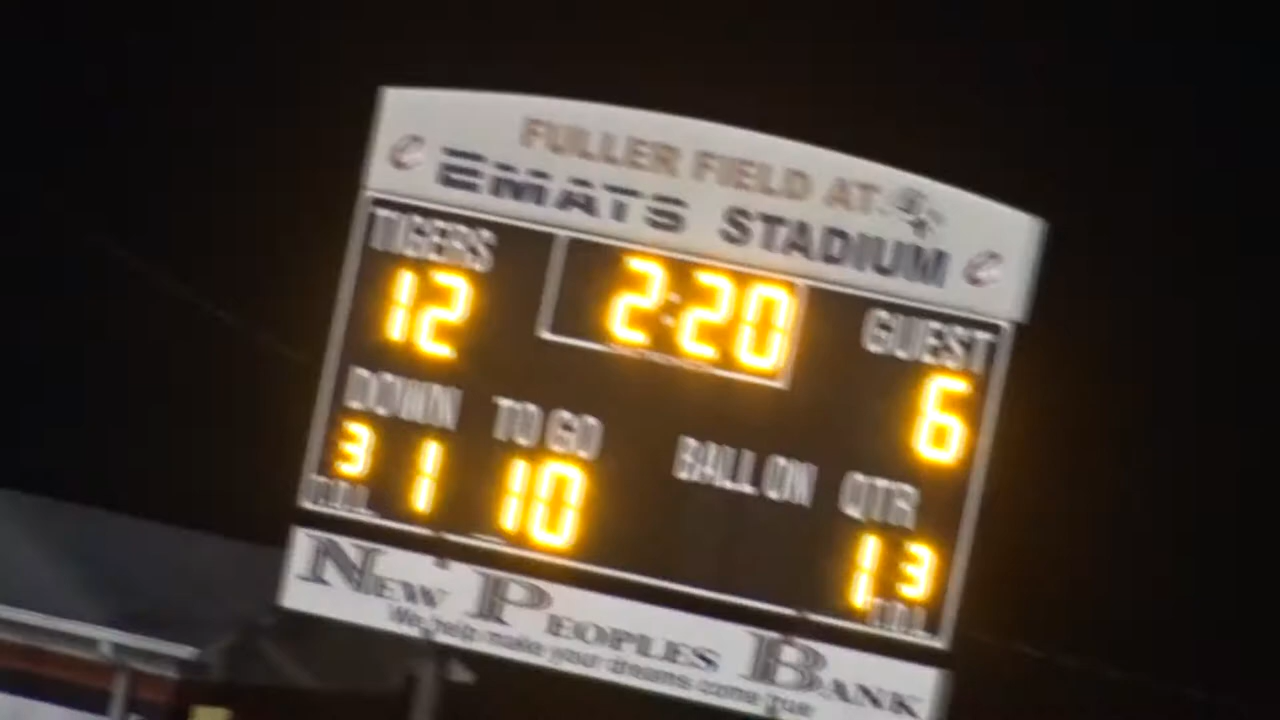 FULLER FIELD AT
EMATS STADIUM
TIGERS
12
2:20
GUEST
6
DOWN TO GO BALL ON QTR
3 1 10 1 3
NEW PEOPLES BANK
We help make your dreams come true